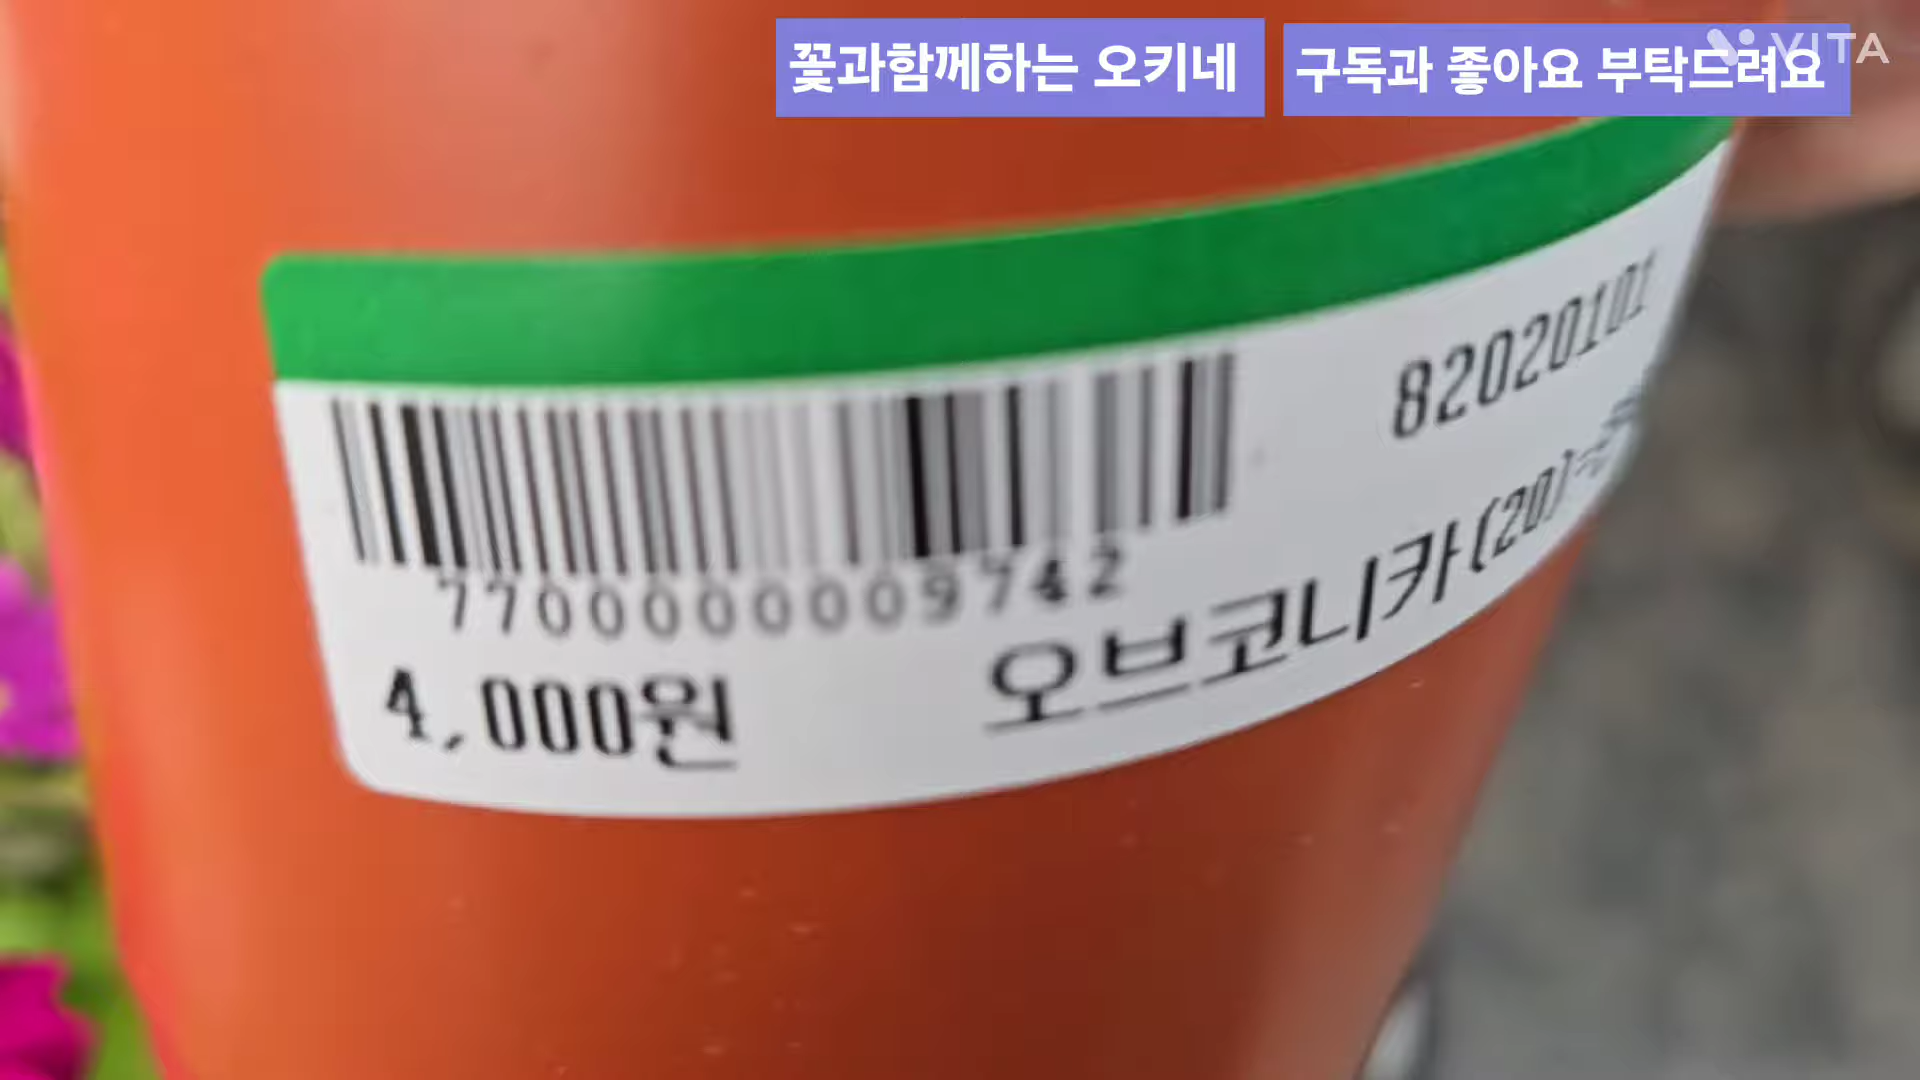 꽃과함께하는 오키네
구독과 좋아요 부탁드려요
VITA
82020101
7700000009742
4,000원
오브코니카(20)